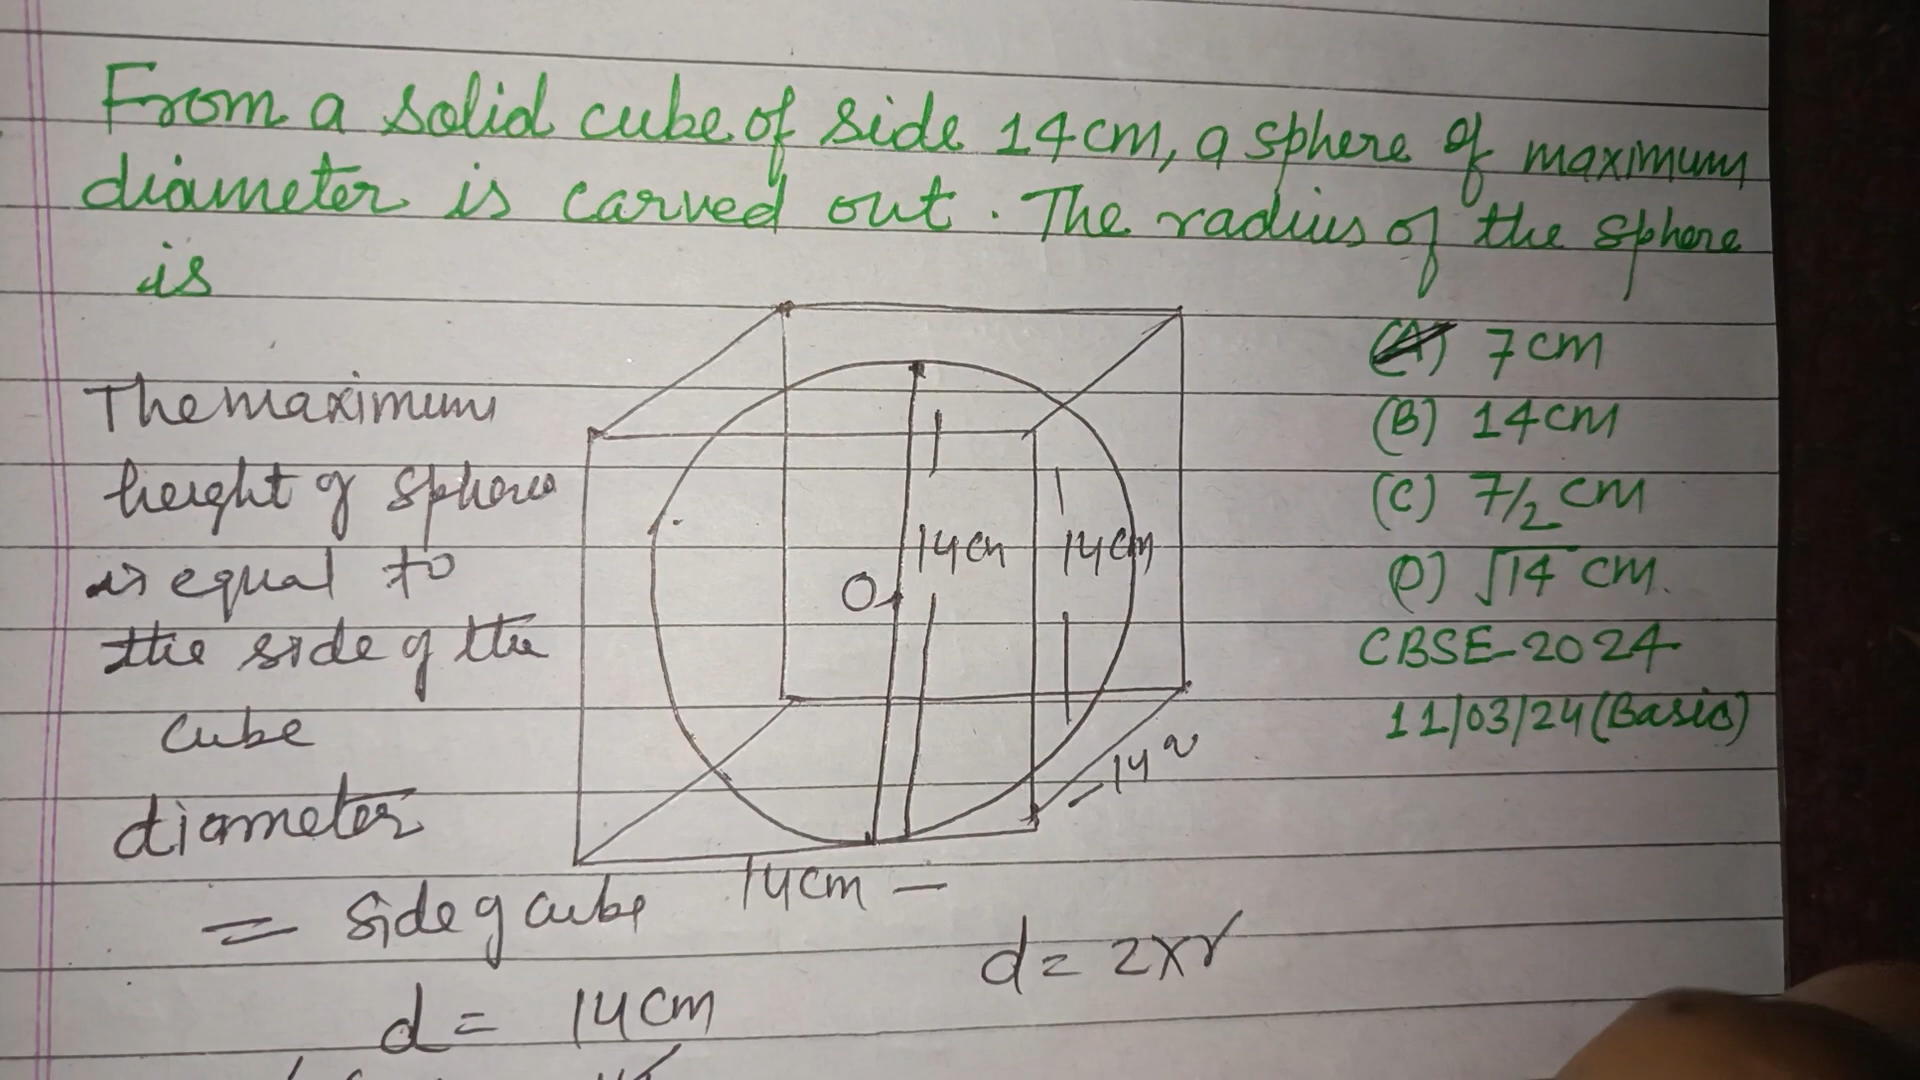 From a solid cube of side 14cm, a sphere of maximum
diameter is carved out. The radius of the sphere
is
(A) 7cm
(B) 14cm
(C) 7/2 cm
(D) √14 cm.
CBSE-2024
11/03/24 (Basic)
The maximum
height of sphere
is equal to
the side of the
cube
diameter
= side of cube
d = 14cm
O
14cm
14cm
14
14cm
d = 2×r